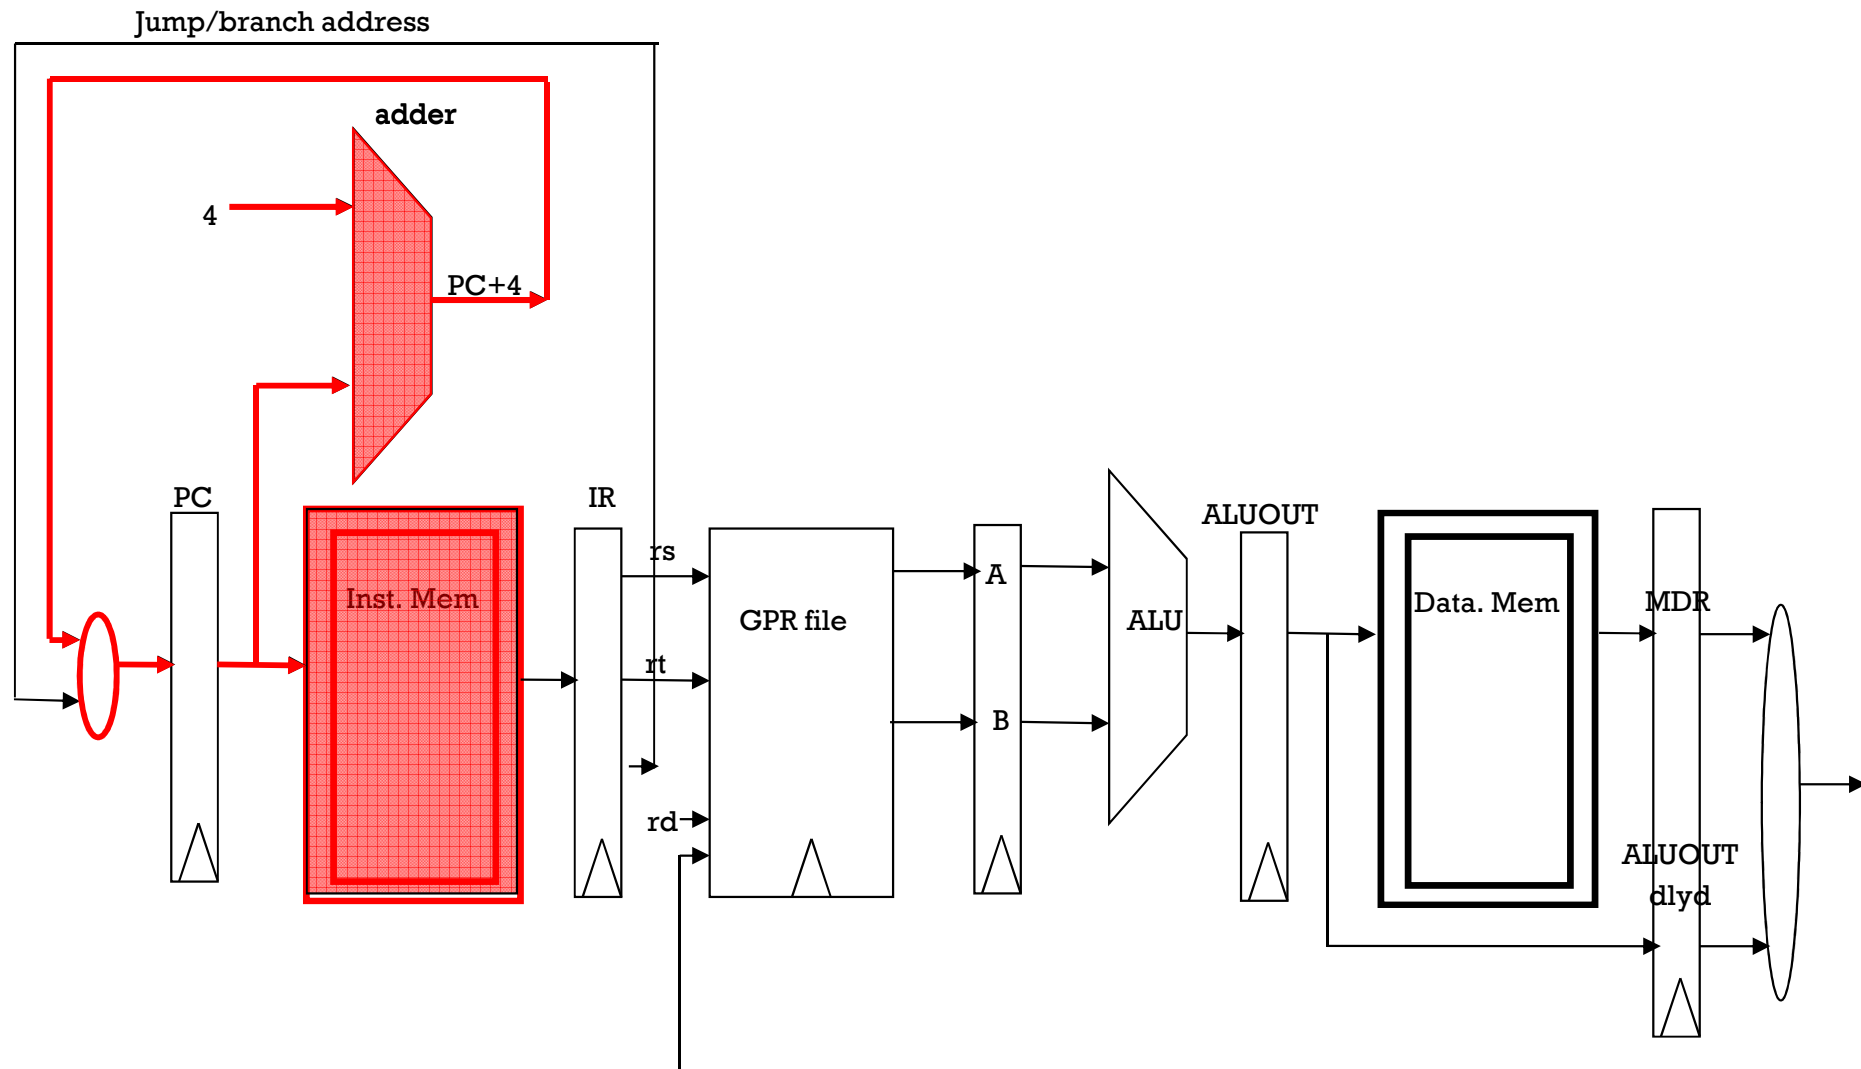 Jump/branch address
adder
4
PC+4
PC
IR
ALUOUT
rs
A
Inst. Mem
GPR file
ALU
Data. Mem
MDR
rt
B
rd
ALUOUT
dlyd